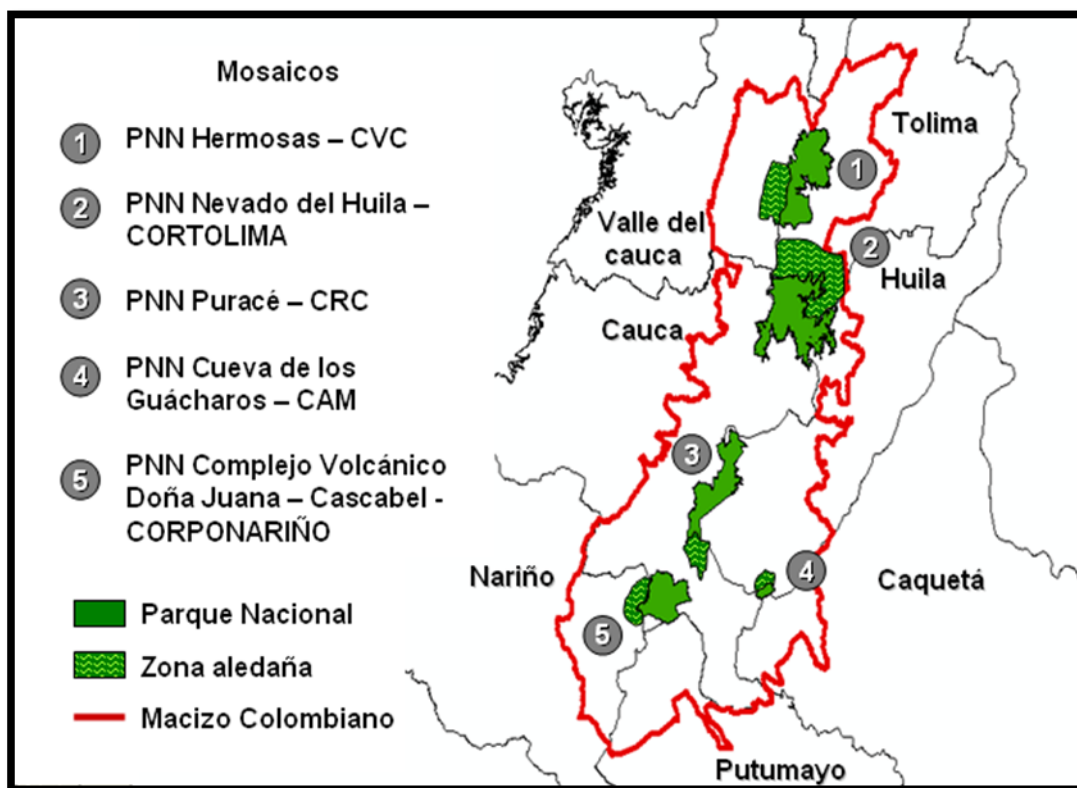 Mosaicos
1 PNN Hermosas – CVC
2 PNN Nevado del Huila –
CORTOLIMA
3 PNN Puracé – CRC
4 PNN Cueva de los
Guácharos – CAM
5 PNN Complejo Volcánico
Doña Juana – Cascabel -
CORPONARIÑO
Parque Nacional
Zona aledaña
Macizo Colombiano
Tolima
1
Valle del
cauca
2
Huila
Cauca
3
Nariño
4
Caquetá
5
Putumayo